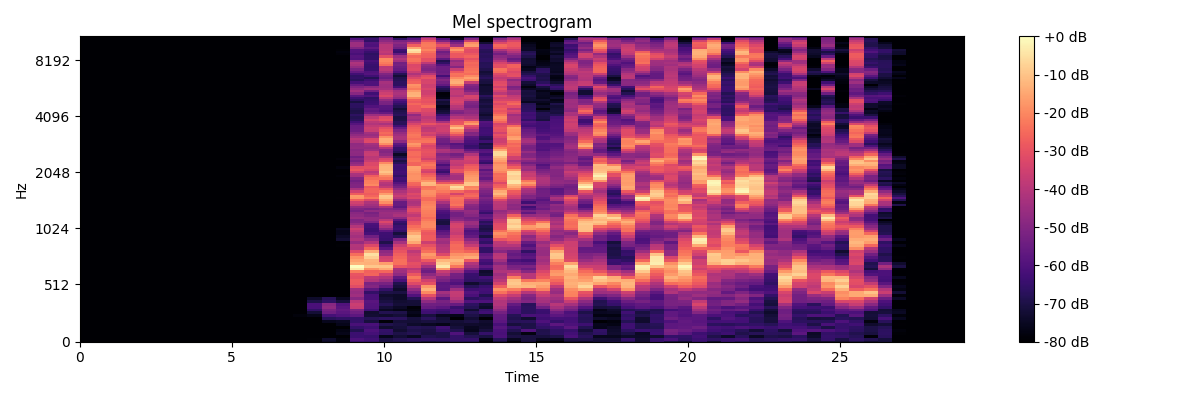 Mel spectrogram
Hz
8192
4096
2048
1024
512
0
0 5 10 15 20 25
Time
+0 dB
-10 dB
-20 dB
-30 dB
-40 dB
-50 dB
-60 dB
-70 dB
-80 dB